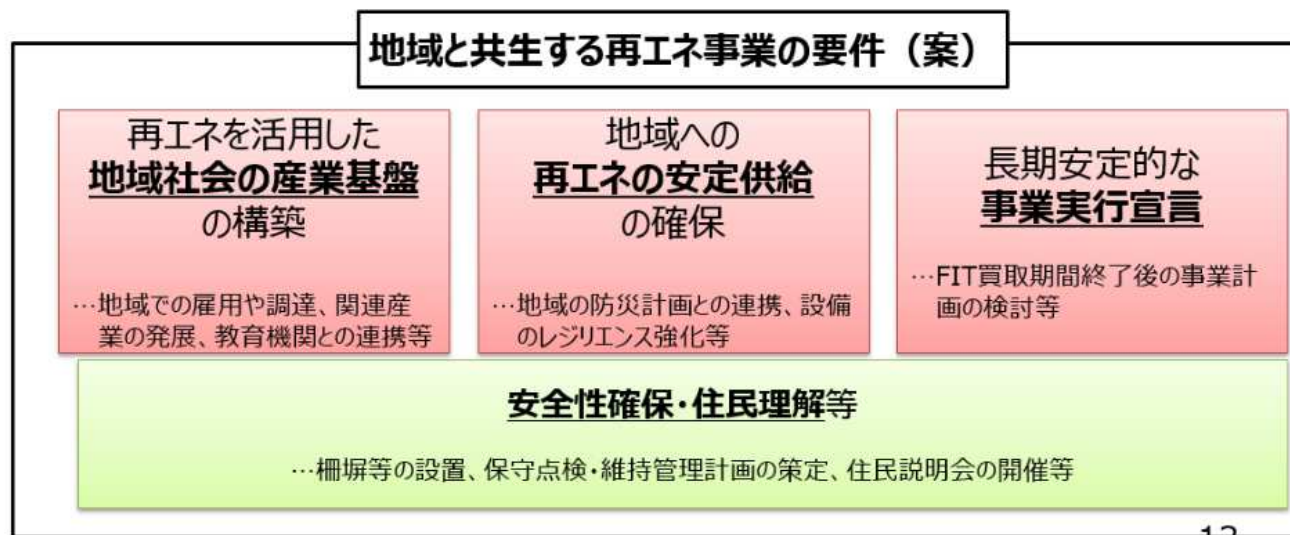 地域と共生する再エネ事業の要件（案）
再エネを活用した
地域社会の産業基盤
の構築
…地域での雇用や調達、関連産
業の発展、教育機関との連携等
地域への
再エネの安定供給
の確保
…地域の防災計画との連携、設備
のレジリエンス強化等
長期安定的な
事業実行宣言
…FIT買取期間終了後の事業計
画の検討等
安全性確保・住民理解等
…柵塀等の設置、保守点検・維持管理計画の策定、住民説明会の開催等